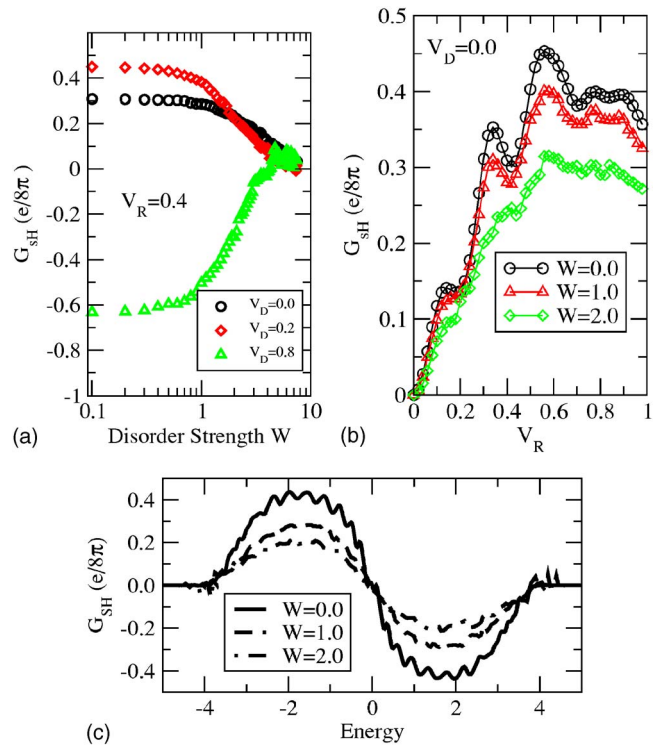 0.4
0.2
0
-0.2
-0.4
-0.6
-0.8
-1
G_sH (e/8π)
V_R=0.4
V_D=0.0
V_D=0.2
V_D=0.8
0.1 1 10
(a) Disorder Strength W
V_D=0.0
0.5
0.4
0.3
0.2
0.1
0
G_sH (e/8π)
W=0.0
W=1.0
W=2.0
0 0.2 0.4 0.6 0.8 1
(b) V_R
0.4
0.2
0.0
-0.2
-0.4
G_SH (e/8π)
W=0.0
W=1.0
W=2.0
-4 -2 0 2 4
(c) Energy